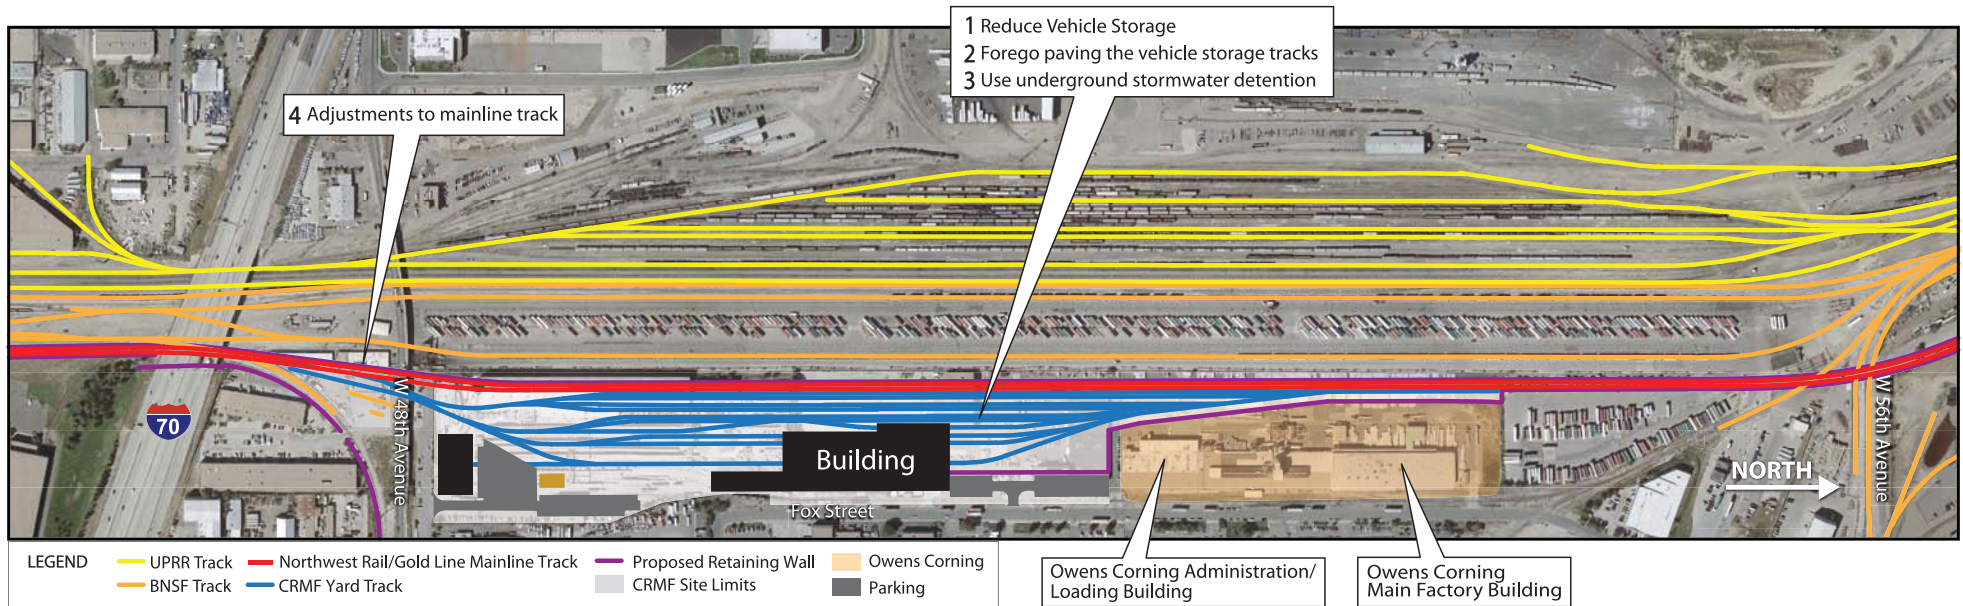 1 Reduce Vehicle Storage
2 Forego paving the vehicle storage tracks
3 Use underground stormwater detention
4 Adjustments to mainline track
70
W 48th Avenue
Building
Fox Street
NORTH
W 56th Avenue
Owens Corning Administration/
Loading Building
Owens Corning
Main Factory Building
LEGEND
UPRR Track
Northwest Rail/Gold Line Mainline Track
Proposed Retaining Wall
Owens Corning
BNSF Track
CRMF Yard Track
CRMF Site Limits
Parking